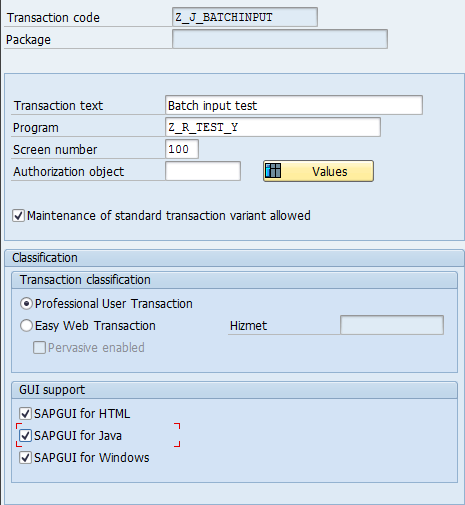 Transaction code Z_J_BATCHINPUT
Package
Transaction text Batch input test
Program Z_R_TEST_Y
Screen number 100
Authorization object Values
Maintenance of standard transaction variant allowed
Classification
Transaction classification
Professional User Transaction
Easy Web Transaction Hizmet
Pervasive enabled
GUI support
SAPGUI for HTML
SAPGUI for Java
SAPGUI for Windows